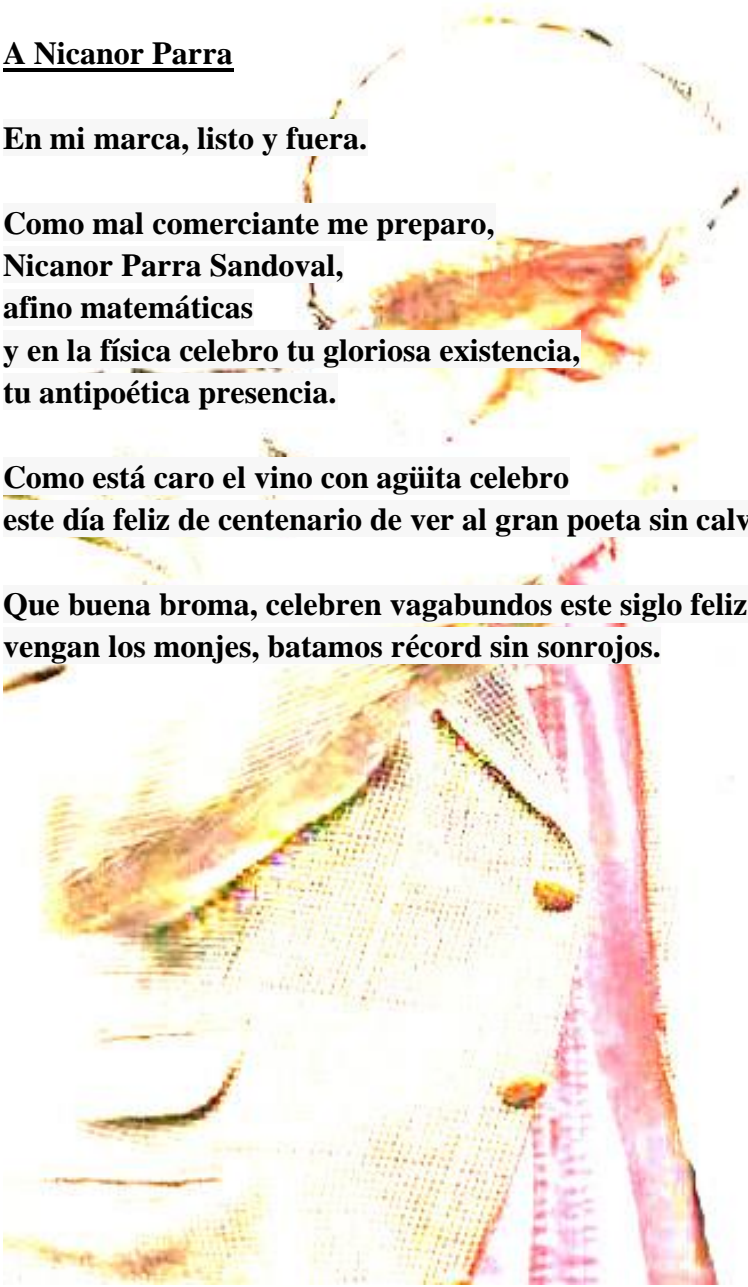 A Nicanor Parra
En mi marca, listo y fuera.
Como mal comerciante me preparo,
Nicanor Parra Sandoval,
afino matemáticas
y en la física celebro tu gloriosa existencia,
tu antipoética presencia.
Como está caro el vino con agüita celebro
este día feliz de centenario de ver al gran poeta sin
Que buena broma, celebren vagabundos este siglo feliz
vengan los monjes, batamos récord sin sonrojos.